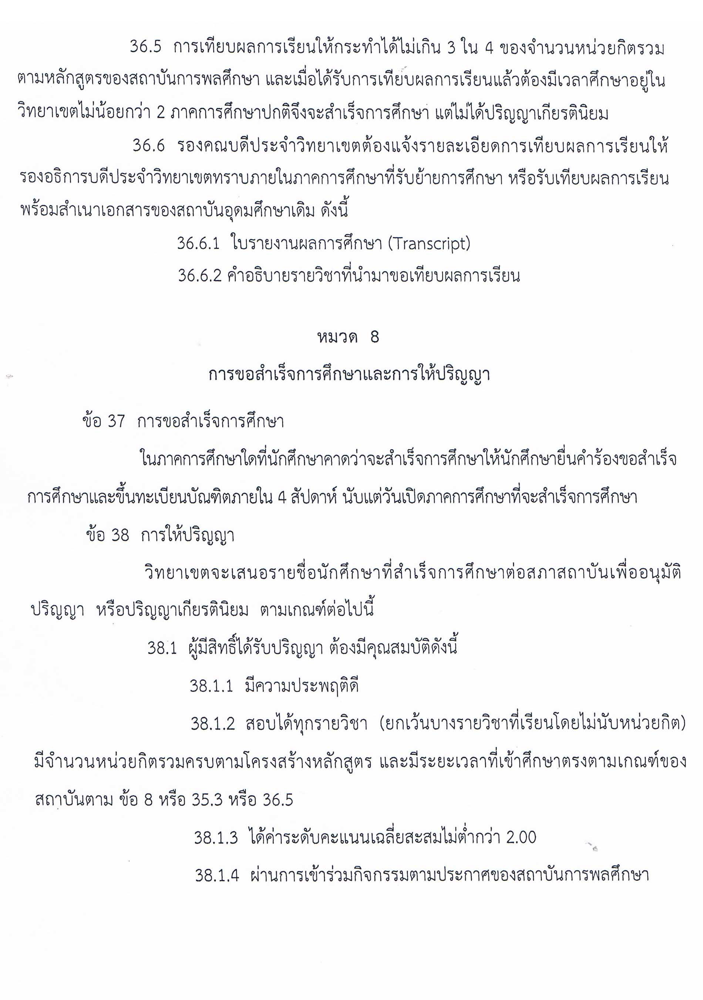 36.5 การเทียบผลการเรียนให้กระทำได้ไม่เกิน 3 ใน 4 ของจำนวนหน่วยกิตรวม
ตามหลักสูตรของสถาบันการพลศึกษา และเมื่อได้รับการเทียบผลการเรียนแล้วต้องมีเวลาศึกษาอยู่ใน
วิทยาเขตไม่น้อยกว่า 2 ภาคการศึกษาปกติจึงจะสำเร็จการศึกษา แต่ไม่ได้ปริญญาเกียรตินิยม
36.6 รองคณบดีประจำวิทยาเขตต้องแจ้งรายละเอียดการเทียบผลการเรียนให้
รองอธิการบดีประจำวิทยาเขตทราบภายในภาคการศึกษาที่รับย้ายการศึกษา หรือรับเทียบผลการเรียน
พร้อมสำเนาเอกสารของสถาบันอุดมศึกษาเดิม ดังนี้
36.6.1 ใบรายงานผลการศึกษา (Transcript)
36.6.2 คำอธิบายรายวิชาที่นำมาขอเทียบผลการเรียน
หมวด 8
การขอสำเร็จการศึกษาและการให้ปริญญา
ข้อ 37 การขอสำเร็จการศึกษา
ในภาคการศึกษาใดที่นักศึกษาคาดว่าจะสำเร็จการศึกษาให้นักศึกษายื่นคำร้องขอสำเร็จ
การศึกษาและขึ้นทะเบียนบัณฑิตภายใน 4 สัปดาห์ นับแต่วันเปิดภาคการศึกษาที่จะสำเร็จการศึกษา
ข้อ 38 การให้ปริญญา
วิทยาเขตจะเสนอรายชื่อนักศึกษาที่สำเร็จการศึกษาต่อสภาสถาบันเพื่ออนุมัติ
ปริญญา หรือปริญญาเกียรตินิยม ตามเกณฑ์ต่อไปนี้
38.1 ผู้มีสิทธิ์ได้รับปริญญา ต้องมีคุณสมบัติดังนี้
38.1.1 มีความประพฤติดี
38.1.2 สอบได้ทุกรายวิชา (ยกเว้นบางรายวิชาที่เรียนโดยไม่นับหน่วยกิต)
มีจำนวนหน่วยกิตรวมครบตามโครงสร้างหลักสูตร และมีระยะเวลาที่เข้าศึกษาตรงตามเกณฑ์ของ
สถาบันตาม ข้อ 8 หรือ 35.3 หรือ 36.5
38.1.3 ได้ค่าระดับคะแนนเฉลี่ยสะสมไม่ต่ำกว่า 2.00
38.1.4 ผ่านการเข้าร่วมกิจกรรมตามประกาศของสถาบันการพลศึกษา